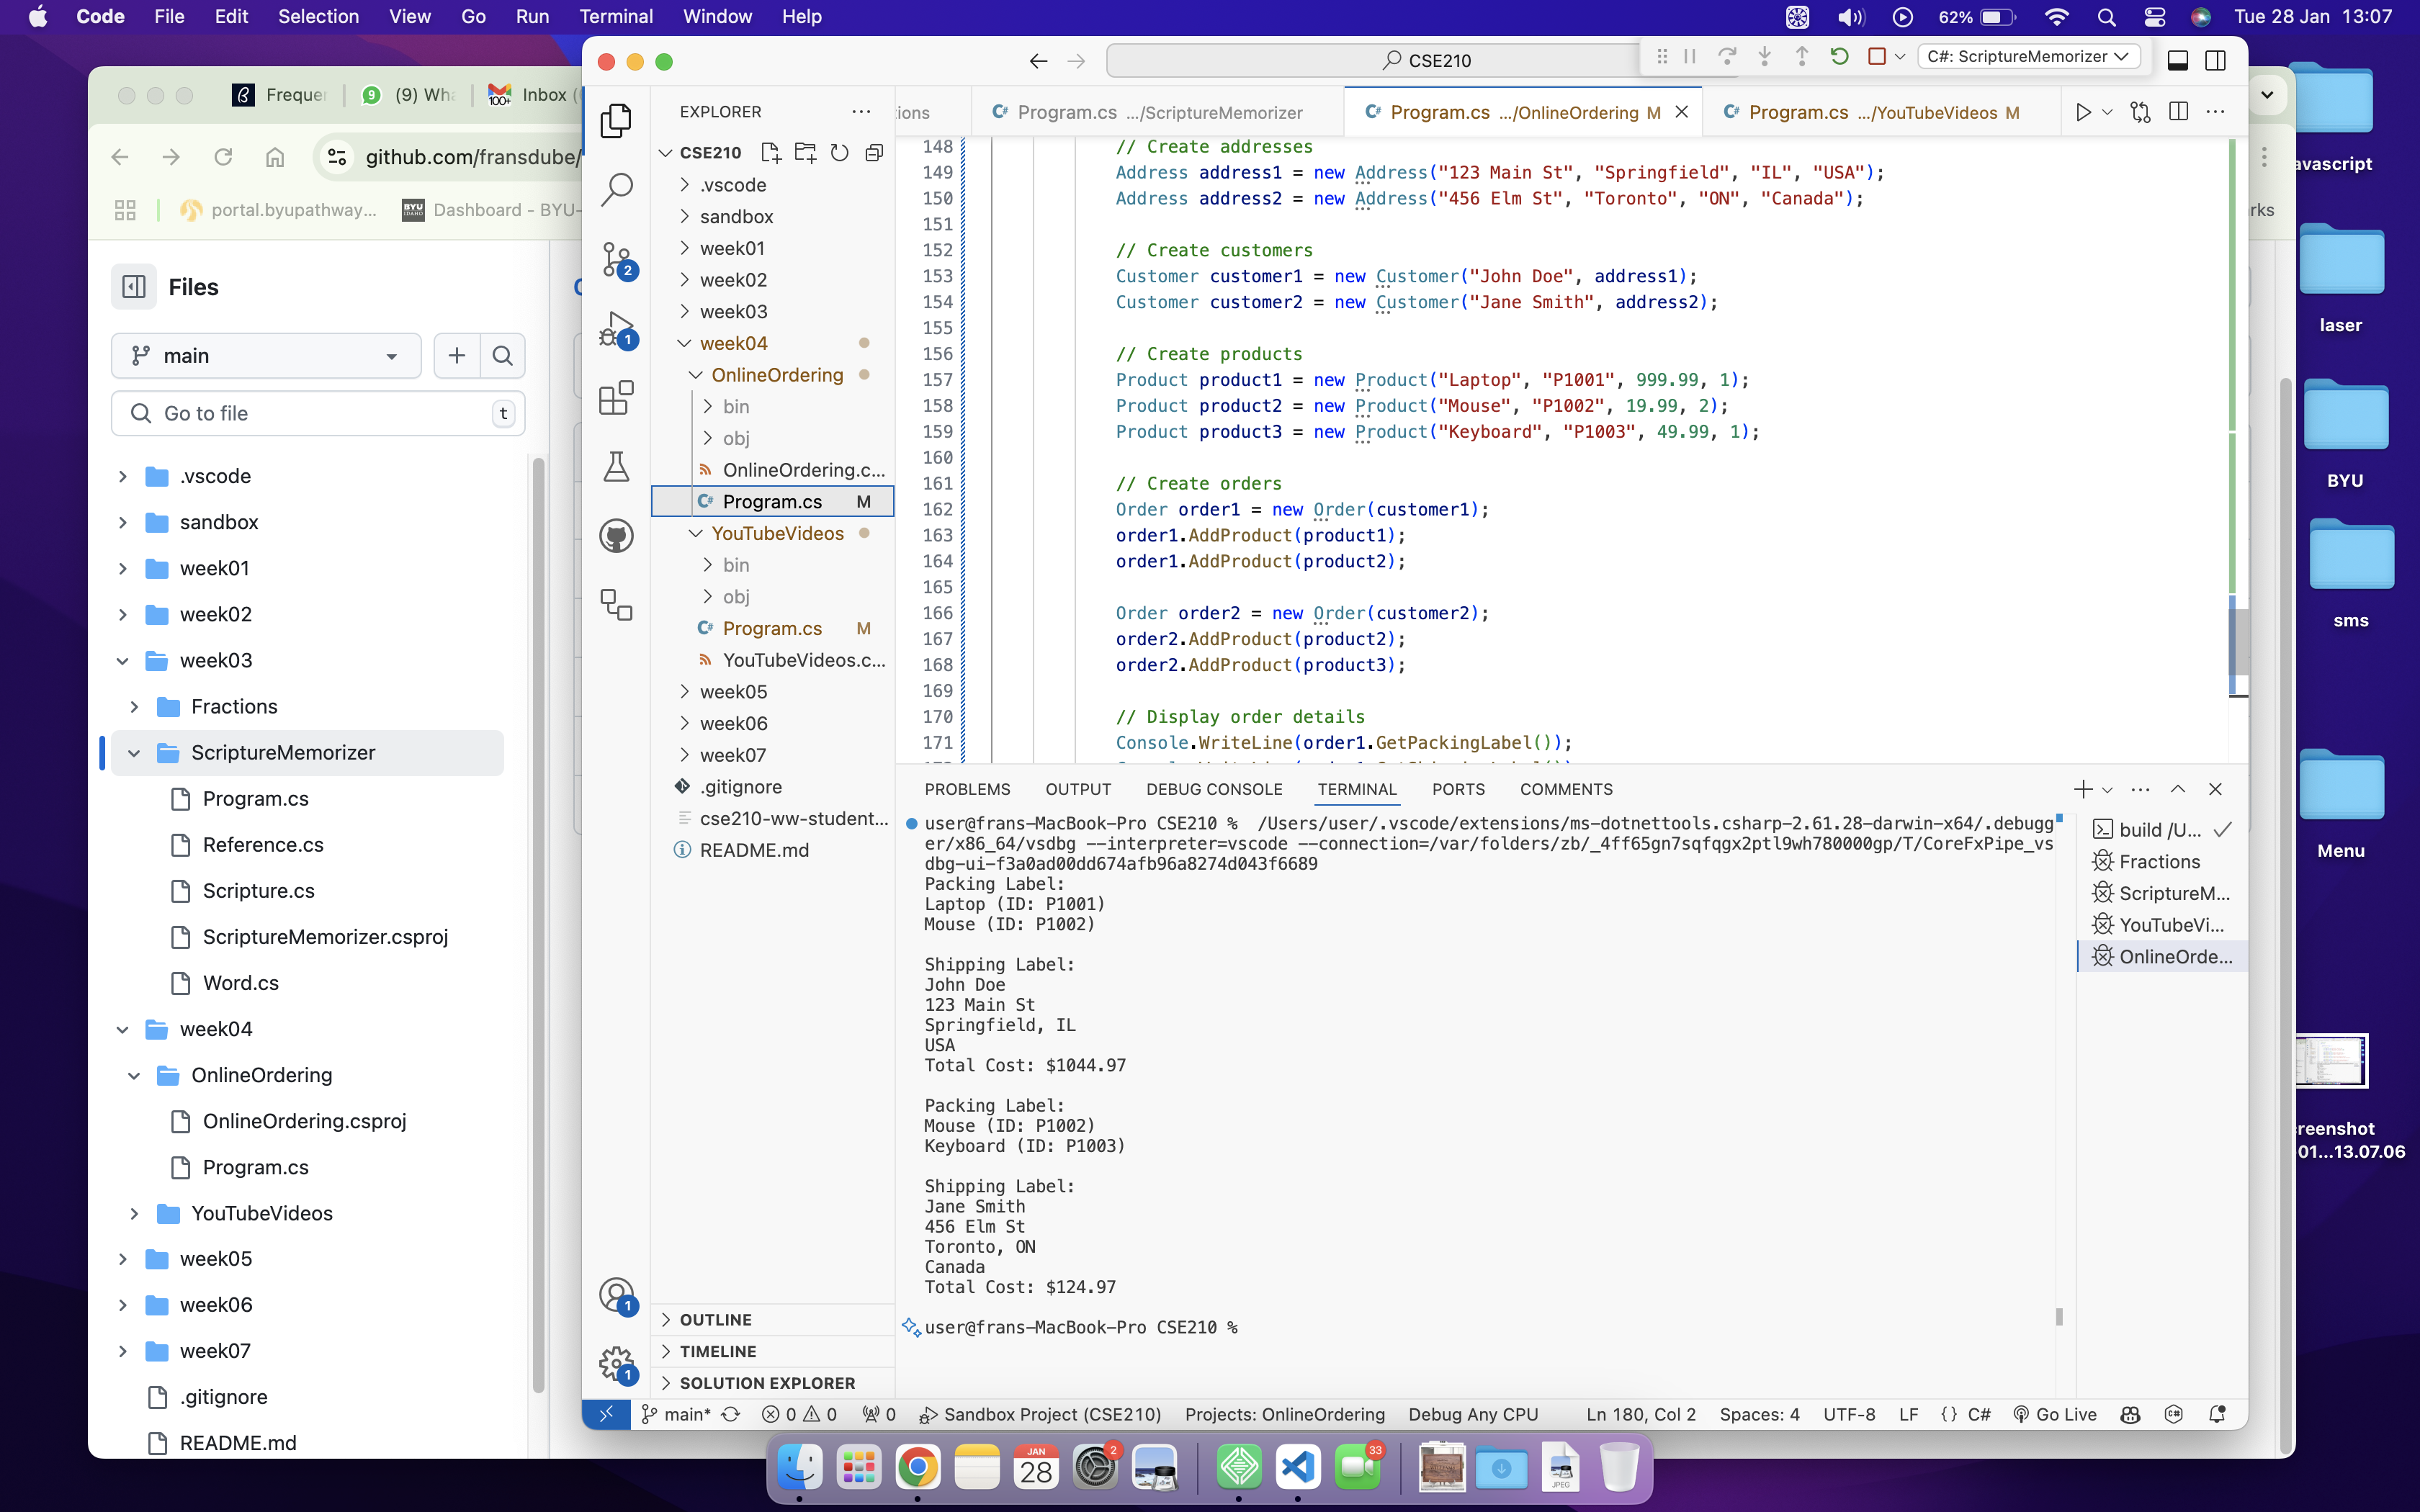 Code File Edit Selection View Go Run Terminal Window Help
62% Tue 28 Jan 13:07
(9)
Inbox
github.com/fransdube/
portal.byupathway...
Dashboard - BYU-
Files
main
Go to file
t
.vscode
sandbox
week01
week02
week03
Fractions
ScriptureMemorizer
Program.cs
Reference.cs
Scripture.cs
ScriptureMemorizer.csproj
Word.cs
week04
OnlineOrdering
OnlineOrdering.csproj
Program.cs
YouTubeVideos
week05
week06
week07
.gitignore
README.md
CSE210
C#: ScriptureMemorizer
EXPLORER
CSE210
.vscode
sandbox
week01
week02
week03
week04
OnlineOrdering
bin
obj
OnlineOrdering.c...
Program.cs M
YouTubeVideos
bin
obj
Program.cs M
YouTubeVideos.c...
week05
week06
week07
.gitignore
cse210-ww-student...
README.md
OUTLINE
TIMELINE
SOLUTION EXPLORER
Program.cs .../ScriptureMemorizer
Program.cs .../OnlineOrdering M
Program.cs .../YouTubeVideos M
148 // Create addresses
149 Address address1 = new Address("123 Main St", "Springfield", "IL", "USA");
150 Address address2 = new Address("456 Elm St", "Toronto", "ON", "Canada");
151
152 // Create customers
153 Customer customer1 = new Customer("John Doe", address1);
154 Customer customer2 = new Customer("Jane Smith", address2);
155
156 // Create products
157 Product product1 = new Product("Laptop", "P1001", 999.99, 1);
158 Product product2 = new Product("Mouse", "P1002", 19.99, 2);
159 Product product3 = new Product("Keyboard", "P1003", 49.99, 1);
160
161 // Create orders
162 Order order1 = new Order(customer1);
163 order1.AddProduct(product1);
164 order1.AddProduct(product2);
165
166 Order order2 = new Order(customer2);
167 order2.AddProduct(product2);
168 order2.AddProduct(product3);
169
170 // Display order details
171 Console.WriteLine(order1.GetPackingLabel());
PROBLEMS OUTPUT DEBUG CONSOLE TERMINAL PORTS COMMENTS
user@frans-MacBook-Pro CSE210 % /Users/user/.vscode/extensions/ms-dotnettools.csharp-2.61.28-darwin-x64/.debugg
er/x86_64/vsdbg --interpreter=vscode --connection=/var/folders/zb/_4ff65gn7sqfqgx2ptl9wh780000gp/T/CoreFxPipe_vs
dbg-ui-f3a0ad00dd674afb96a8274d043f6689
Packing Label:
Laptop (ID: P1001)
Mouse (ID: P1002)
Shipping Label:
John Doe
123 Main St
Springfield, IL
USA
Total Cost: $1044.97
Packing Label:
Mouse (ID: P1002)
Keyboard (ID: P1003)
Shipping Label:
Jane Smith
456 Elm St
Toronto, ON
Canada
Total Cost: $124.97
user@frans-MacBook-Pro CSE210 %
build /U...
Fractions
ScriptureM...
YouTubeVi...
OnlineOrde...
main* 0 0 0 Sandbox Project (CSE210) Projects: OnlineOrdering Debug Any CPU Ln 180, Col 2 Spaces: 4 UTF-8 LF {} C# Go Live
avascript
laser
BYU
sms
Menu
reenshot
01...13.07.06
JAN
28
2
33
JPEG